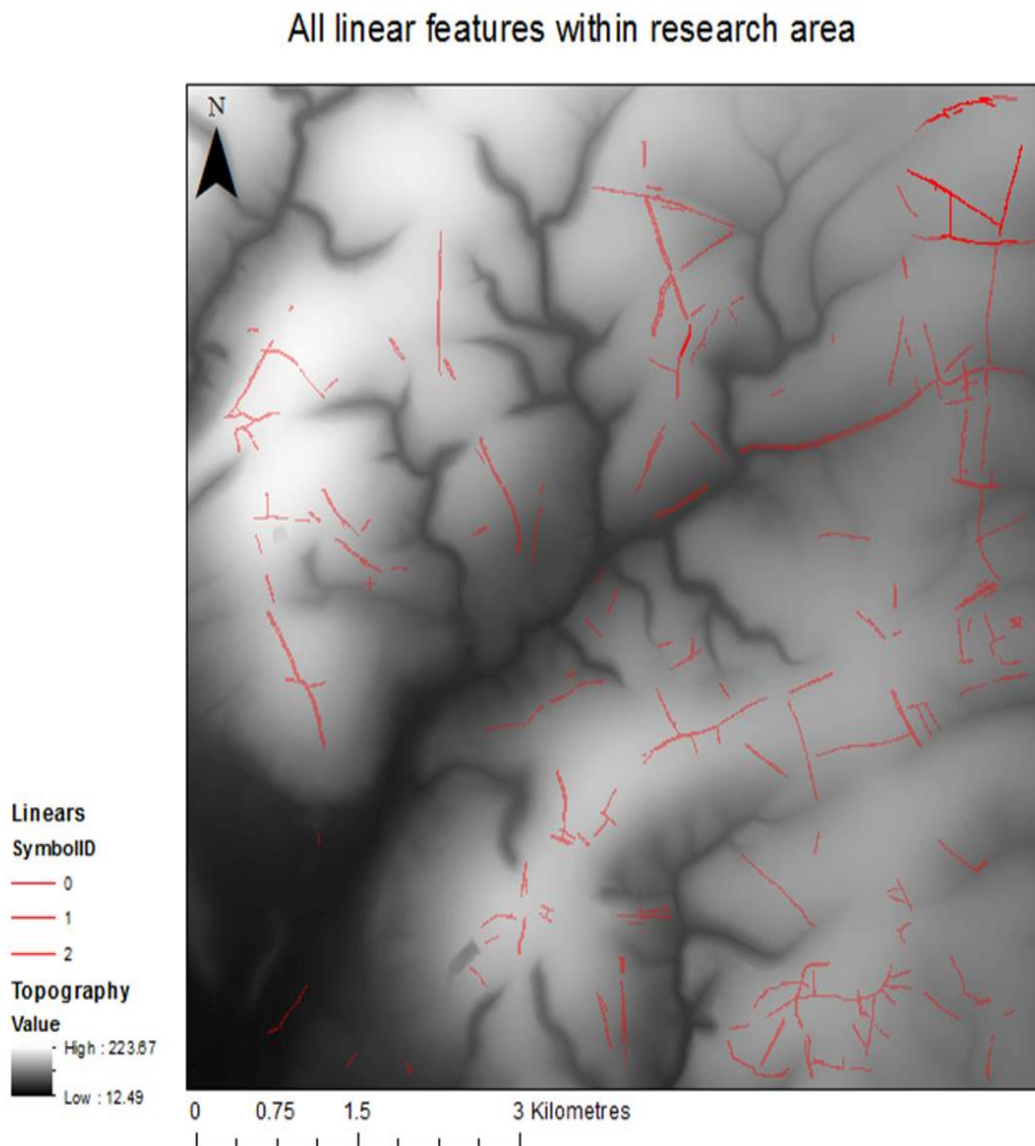 All linear features within research area
N
Linears
SymbolID
0
1
2
Topography
Value
High : 223.67
Low : 12.49
0 0.75 1.5 3 Kilometres